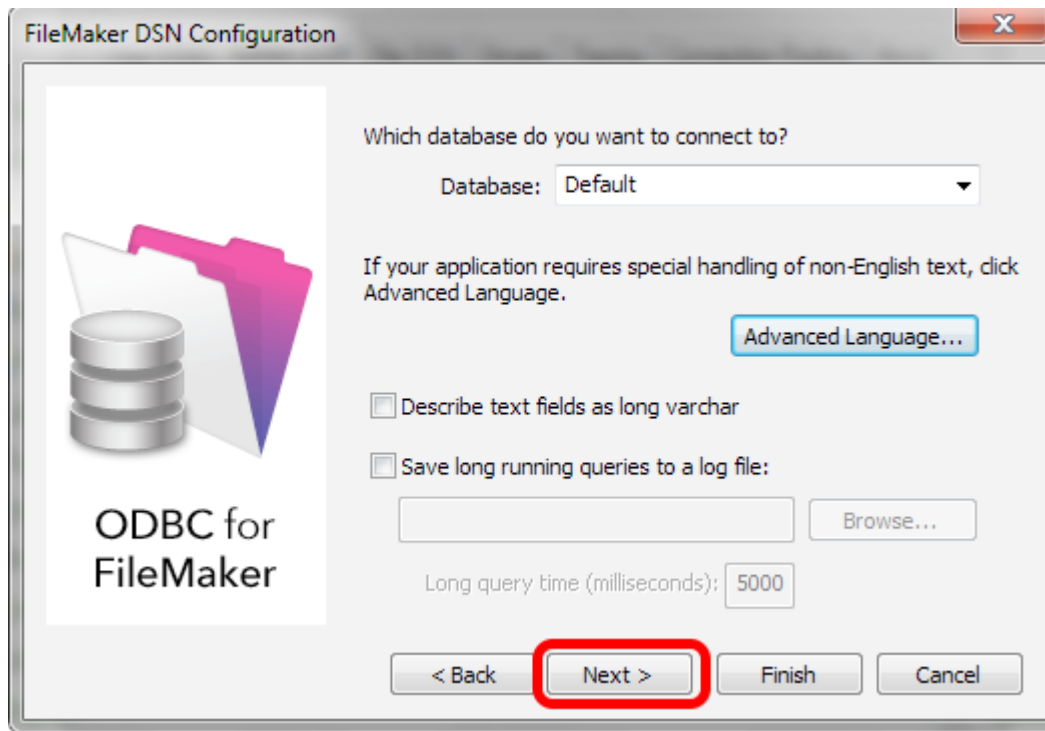 FileMaker DSN Configuration
Which database do you want to connect to?
Database: Default
If your application requires special handling of non-English text, click
Advanced Language.
Advanced Language...
Describe text fields as long varchar
Save long running queries to a log file:
Browse...
Long query time (milliseconds): 5000
ODBC for
FileMaker
< Back Next > Finish Cancel